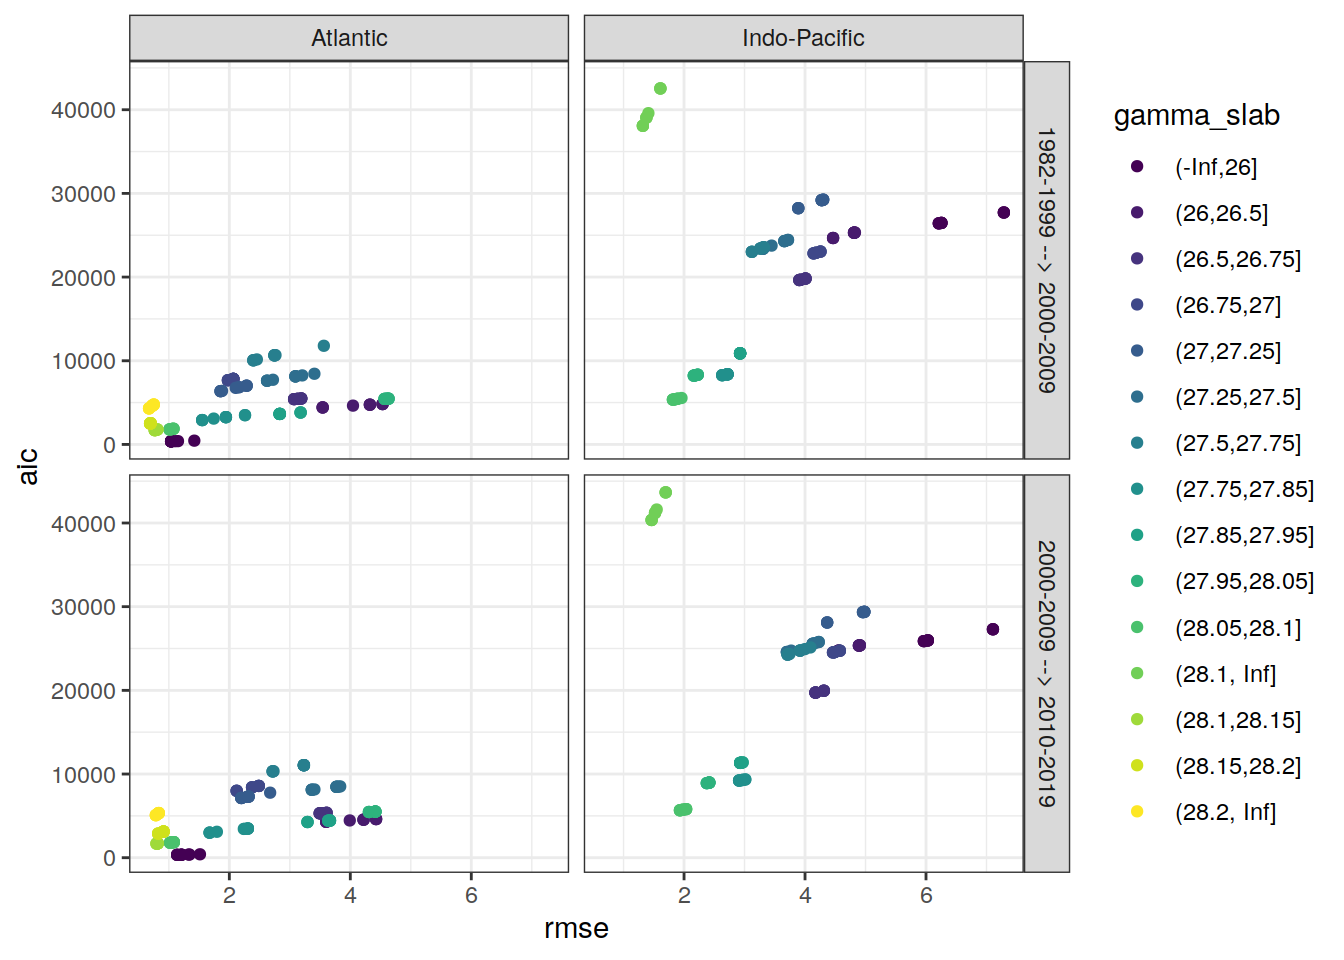 Atlantic
Indo-Pacific
40000
30000
20000
10000
0
1982-1999 --> 2000-2009
40000
30000
20000
10000
0
2000-2009 --> 2010-2019
2
4
6
2
4
6
aic
rmse
gamma_slab
(-Inf,26]
(26,26.5]
(26.5,26.75]
(26.75,27]
(27,27.25]
(27.25,27.5]
(27.5,27.75]
(27.75,27.85]
(27.85,27.95]
(27.95,28.05]
(28.05,28.1]
(28.1, Inf]
(28.1,28.15]
(28.15,28.2]
(28.2, Inf]